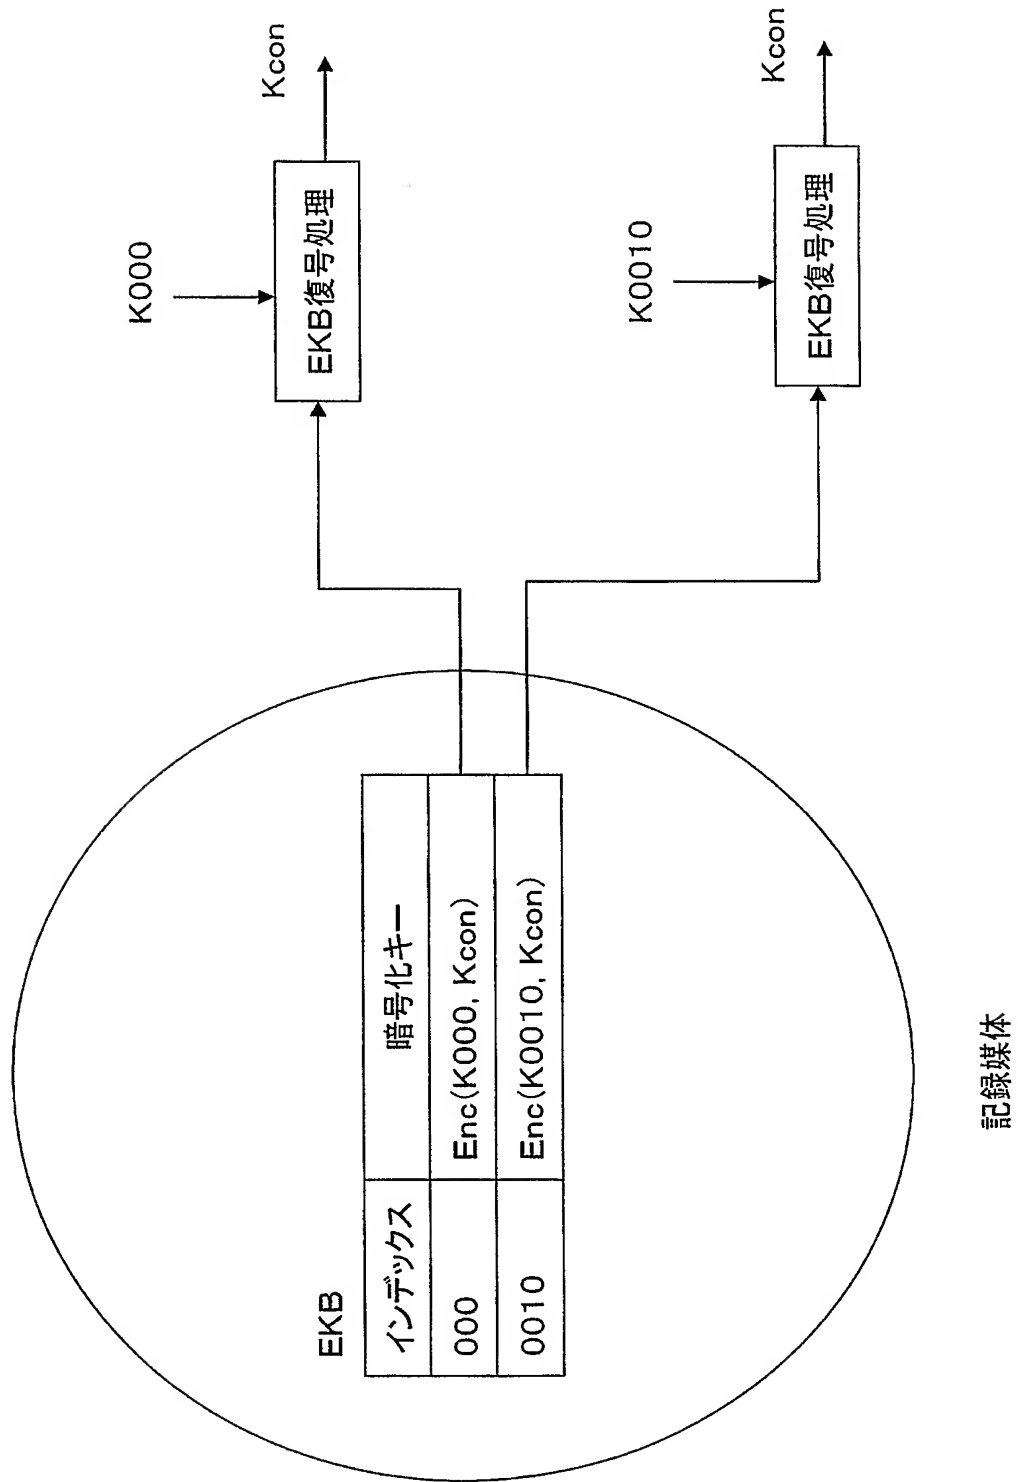 EKB
インデックス 暗号化キー
000 Enc(K000, Kcon)
0010 Enc(K0010, Kcon)
記録媒体
K000
EKB復号処理
Kcon
K0010
EKB復号処理
Kcon